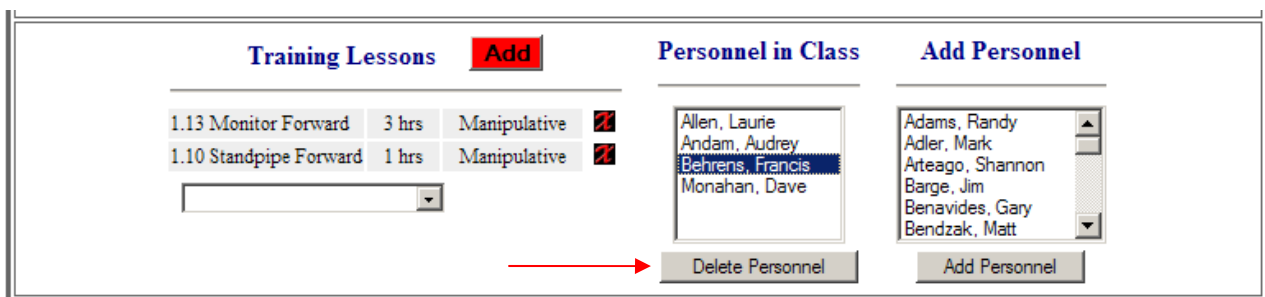 Training Lessons Add
1.13 Monitor Forward 3 hrs Manipulative X
1.10 Standpipe Forward 1 hrs Manipulative X
Personnel in Class
Allen, Laurie
Andam, Audrey
Behrens, Francis
Monahan, Dave
Delete Personnel
Add Personnel
Adams, Randy
Adler, Mark
Arteago, Shannon
Barge, Jim
Benavides, Gary
Bendzak, Matt
Add Personnel